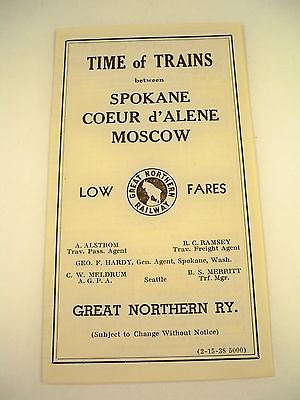 TIME of TRAINS
between
SPOKANE
COEUR d'ALENE
MOSCOW
LOW FARES
GREAT NORTHERN
RAILWAY
A. ALSTROM R. C. RAMSEY
Trav. Pass. Agent Trav. Freight Agent
GEO. F. HARDY, Gen. Agent, Spokane, Wash.
C. W. MELDRUM B. S. MERRITT
A. G. P. A. Seattle Trf. Mgr.
GREAT NORTHERN RY.
(Subject to Change Without Notice)
(2-15-38 5000)